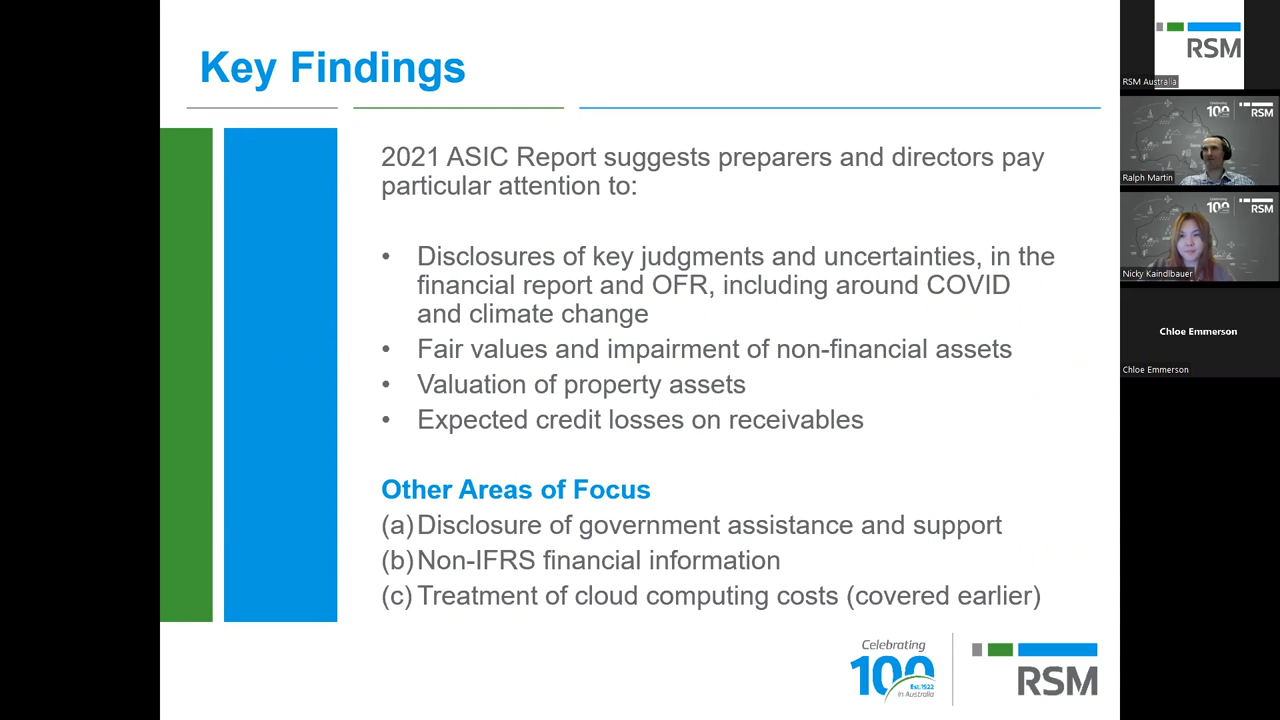 Key Findings
2021 ASIC Report suggests preparers and directors pay
particular attention to:
• Disclosures of key judgments and uncertainties, in the
financial report and OFR, including around COVID
and climate change
• Fair values and impairment of non-financial assets
• Valuation of property assets
• Expected credit losses on receivables
Other Areas of Focus
(a) Disclosure of government assistance and support
(b) Non-IFRS financial information
(c) Treatment of cloud computing costs (covered earlier)
Celebrating
100
Est.1922
in Australia
RSM
RSM
RSM Australia
Celebrating
100
RSM
Ralph Martin
100
RSM
Nicky Kaindlbauer
Chloe Emmerson
Chloe Emmerson